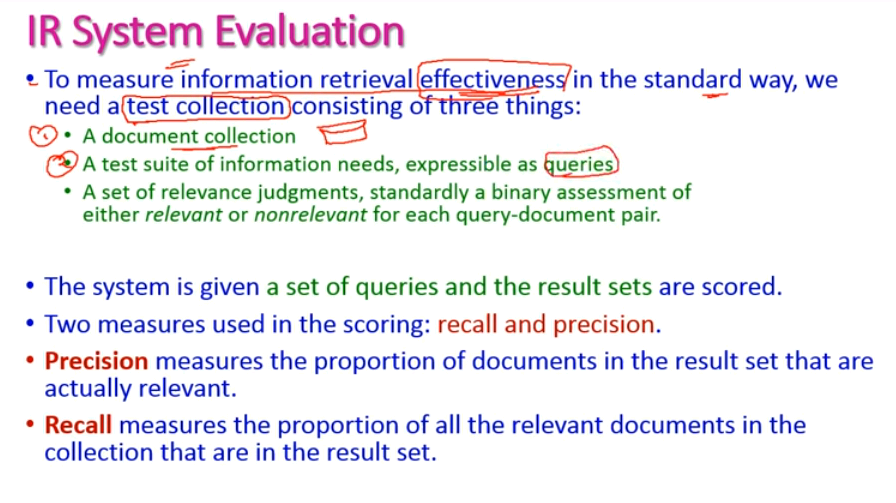 IR System Evaluation
• To measure information retrieval effectiveness in the standard way, we
need a test collection consisting of three things:
• A document collection
• A test suite of information needs, expressible as queries
• A set of relevance judgments, standardly a binary assessment of
either relevant or nonrelevant for each query-document pair.
• The system is given a set of queries and the result sets are scored.
• Two measures used in the scoring: recall and precision.
• Precision measures the proportion of documents in the result set that are
actually relevant.
• Recall measures the proportion of all the relevant documents in the
collection that are in the result set.